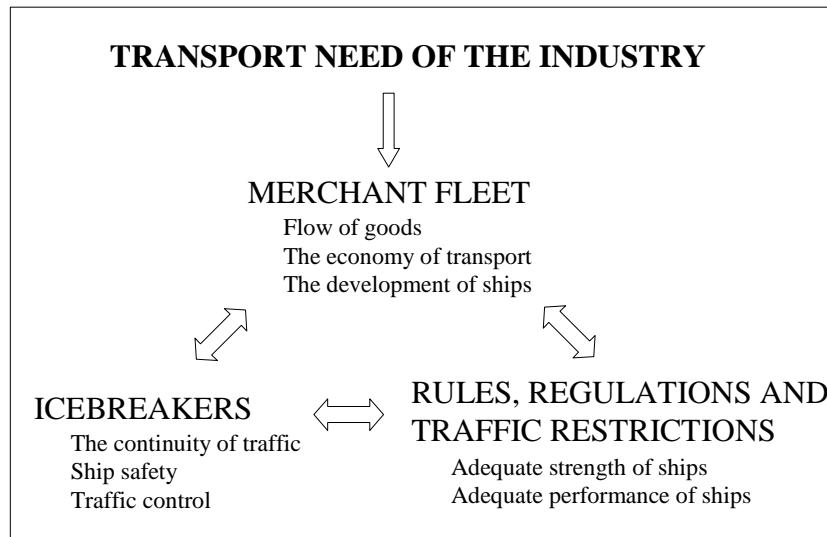 TRANSPORT NEED OF THE INDUSTRY
MERCHANT FLEET
Flow of goods
The economy of transport
The development of ships
ICEBREAKERS
The continuity of traffic
Ship safety
Traffic control
RULES, REGULATIONS AND
TRAFFIC RESTRICTIONS
Adequate strength of ships
Adequate performance of ships